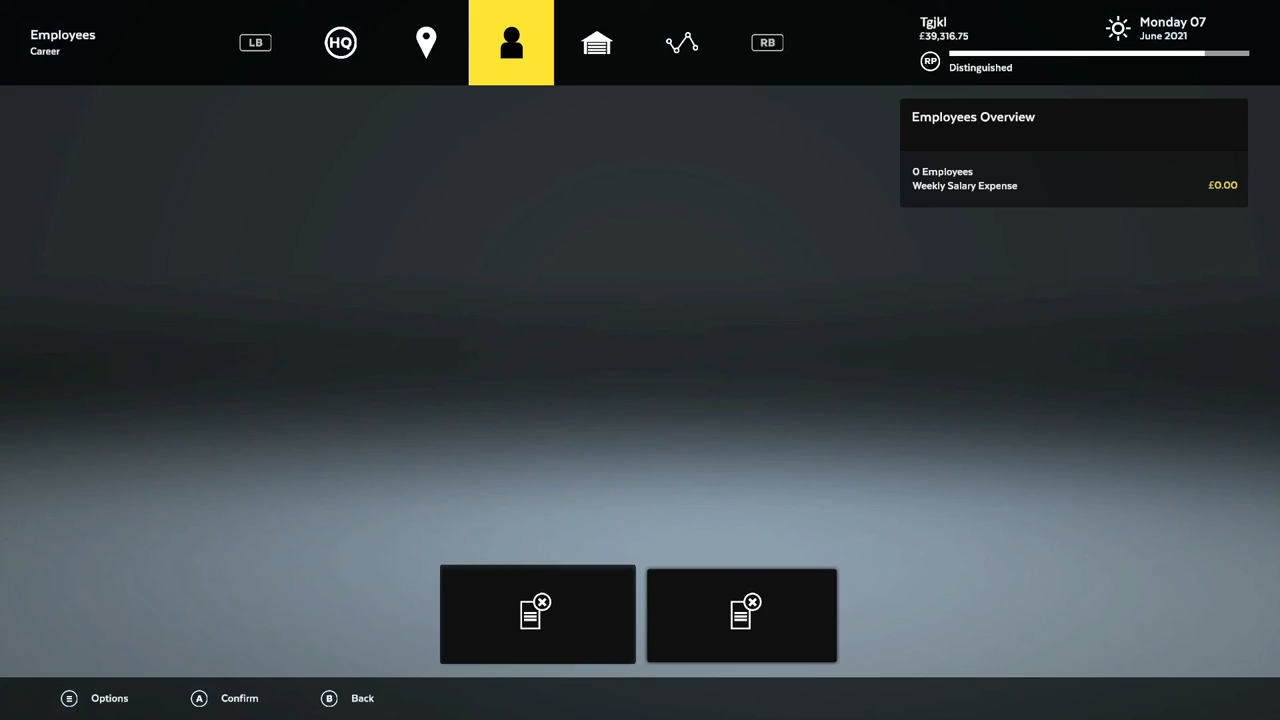 Employees
Career
LB
HQ
RB
Tgjkl
£39,316.75
RP
Distinguished
Monday 07
June 2021
Employees Overview
0 Employees
Weekly Salary Expense £0.00
Options
A Confirm
B Back